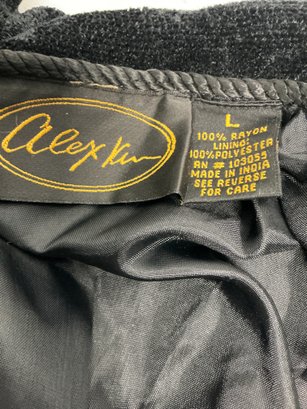 alex kim
L
100% RAYON
LINING:
100% POLYESTER
RN # 103055
MADE IN INDIA
SEE REVERSE
FOR CARE